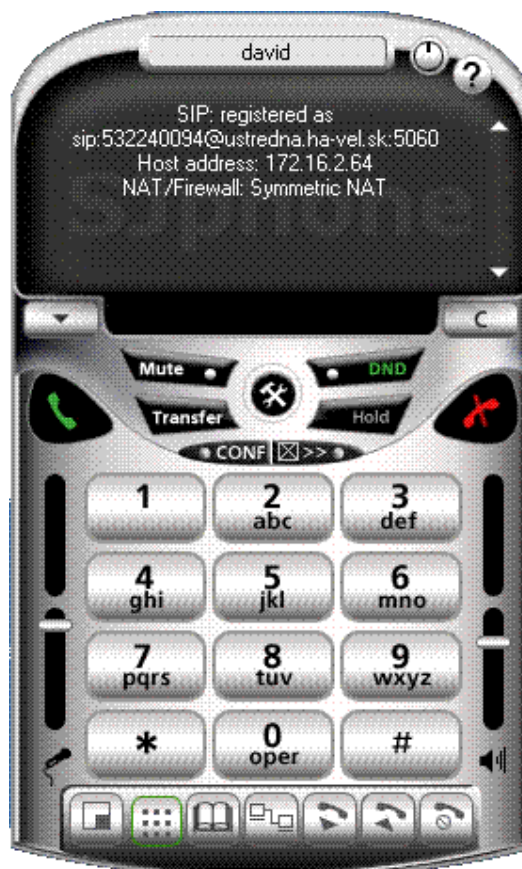 david
?
SIP: registered as
sip:532240094@ustredna.ha-vel.sk:5060
Host address: 172.16.2.64
NAT/Firewall: Symmetric NAT
SJphone
C
Mute DND
Transfer Hold
CONF >>
1 2 3
abc def
4 5 6
ghi jkl mno
7 8 9
pqrs tuv wxyz
* 0 #
oper